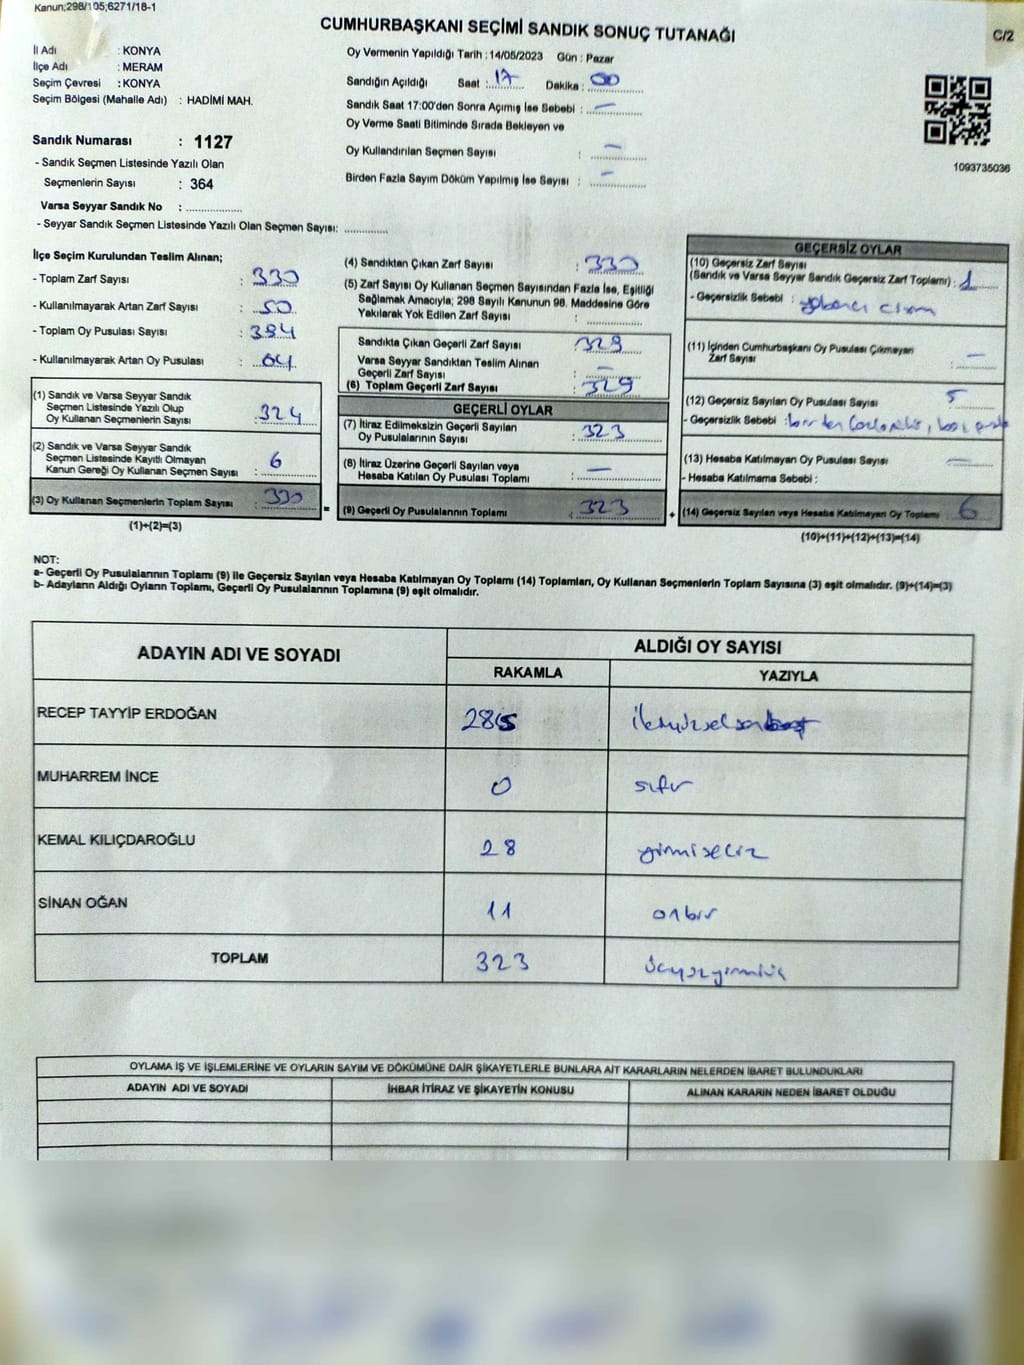 Kanun;298/105;6271/18-1
CUMHURBAŞKANI SEÇİMİ SANDIK SONUÇ TUTANAĞI
C/2
İl Adı : KONYA
İlçe Adı : MERAM
Seçim Çevresi : KONYA
Seçim Bölgesi (Mahalle Adı) : HADİMİ MAH.
Sandık Numarası : 1127
- Sandık Seçmen Listesinde Yazılı Olan
Seçmenlerin Sayısı : 364
Varsa Seyyar Sandık No : ..................
- Seyyar Sandık Seçmen Listesinde Yazılı Olan Seçmen Sayısı: ..............
Oy Vermenin Yapıldığı Tarih : 14/05/2023 Gün : Pazar
Sandığın Açıldığı Saat : 17 Dakika : 00
Sandık Saat 17:00'den Sonra Açımış İse Sebebi : —
Oy Verme Saati Bitiminde Sırada Bekleyen ve
Oy Kullandırılan Seçmen Sayısı : —
Birden Fazla Sayım Döküm Yapılmış İse Sayısı : —
1093735036
İlçe Seçim Kurulundan Teslim Alınan;
- Toplam Zarf Sayısı : 330
- Kullanılmayarak Artan Zarf Sayısı : 50
- Toplam Oy Pusulası Sayısı : 394
- Kullanılmayarak Artan Oy Pusulası : 64
(1) Sandık ve Varsa Seyyar Sandık
Seçmen Listesinde Yazılı Olup
Oy Kullanan Seçmenlerin Sayısı : 324
(2) Sandık ve Varsa Seyyar Sandık
Seçmen Listesinde Kayıtlı Olmayan
Kanun Gereği Oy Kullanan Seçmen Sayısı : 6
(3) Oy Kullanan Seçmenlerin Toplam Sayısı : 330
(1)+(2)=(3)
(4) Sandıktan Çıkan Zarf Sayısı : 330
(5) Zarf Sayısı Oy Kullanan Seçmen Sayısından Fazla İse, Eşitliği
Sağlamak Amacıyla; 298 Sayılı Kanunun 98. Maddesine Göre
Yakılarak Yok Edilen Zarf Sayısı : ..................
Sandıkta Çıkan Geçerli Zarf Sayısı : 329
Varsa Seyyar Sandıktan Teslim Alınan
Geçerli Zarf Sayısı : —
(6) Toplam Geçerli Zarf Sayısı : 329
GEÇERLİ OYLAR
(7) İtiraz Edilmeksizin Geçerli Sayılan
Oy Pusulalarının Sayısı : 323
(8) İtiraz Üzerine Geçerli Sayılan veya
Hesaba Katılan Oy Pusulası Toplamı : —
= (9) Geçerli Oy Pusulalarının Toplamı : 323
GEÇERSİZ OYLAR
(10) Geçersiz Zarf Sayısı
(Sandık ve Varsa Seyyar Sandık Geçersiz Zarf Toplamı) : 1
- Geçersizlik Sebebi : yabancı cisim
(11) İçinden Cumhurbaşkanı Oy Pusulası Çıkmayan
Zarf Sayısı : —
(12) Geçersiz Sayılan Oy Pusulası Sayısı : 5
- Geçersizlik Sebebi : birden
(13) Hesaba Katılmayan Oy Pusulası Sayısı : —
- Hesaba Katılmama Sebebi :
+ (14) Geçersiz Sayılan veya Hesaba Katılmayan Oy Toplamı : 6
(10)+(11)+(12)+(13)=(14)
NOT:
a- Geçerli Oy Pusulalarının Toplamı (9) ile Geçersiz Sayılan veya Hesaba Katılmayan Oy Toplamı (14) Toplamları, Oy Kullanan Seçmenlerin Toplam Sayısına (3) eşit olmalıdır. (9)+(14)=(3)
b- Adayların Aldığı Oyların Toplamı, Geçerli Oy Pusulalarının Toplamına (9) eşit olmalıdır.
ADAYIN ADI VE SOYADI ALDIĞI OY SAYISI
RAKAMLA YAZIYLA
RECEP TAYYİP ERDOĞAN 285
MUHARREM İNCE 0 sıfır
KEMAL KILIÇDAROĞLU 28 yirmisekiz
SİNAN OĞAN 11 onbir
TOPLAM 323 üçyüzyirmiüç
OYLAMA İŞ VE İŞLEMLERİNE VE OYLARIN SAYIM VE DÖKÜMÜNE DAİR ŞİKAYETLERLE BUNLARA AİT KARARLARIN NELERDEN İBARET BULUNDUKLARI
ADAYIN ADI VE SOYADI İHBAR İTİRAZ VE ŞİKAYETİN KONUSU ALINAN KARARIN NEDEN İBARET OLDUĞU